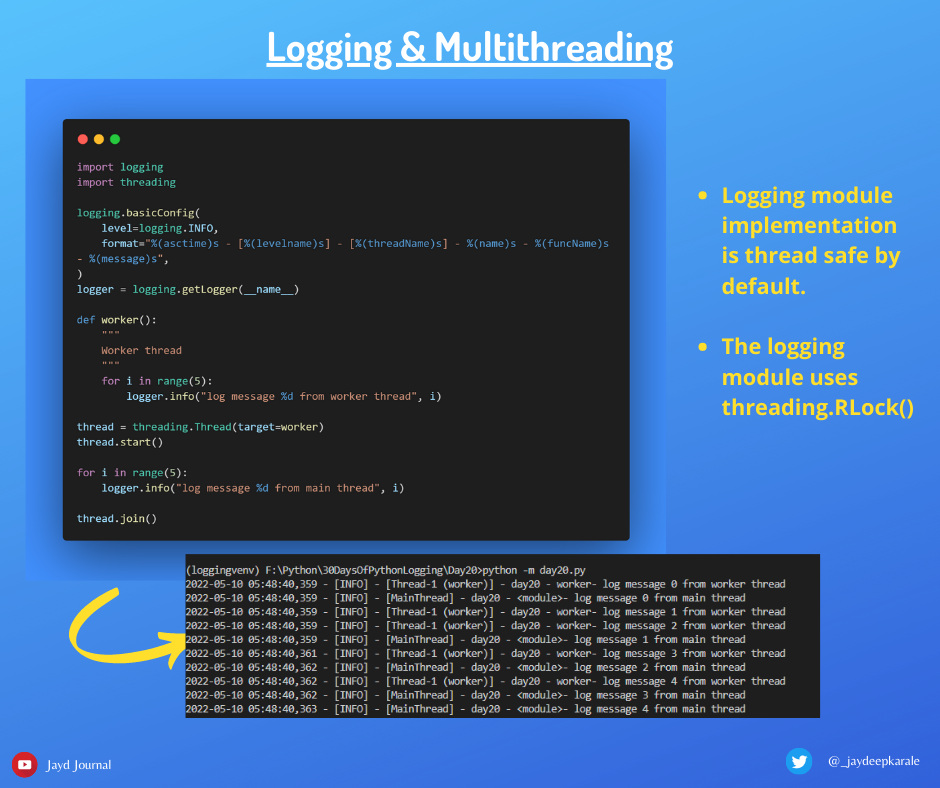 Logging & Multithreading
import logging
import threading
logging.basicConfig(
    level=logging.INFO,
    format="%(asctime)s - [%(levelname)s] - [%(threadName)s] - %(name)s - %(funcName)s
- %(message)s",
)
logger = logging.getLogger(__name__)
def worker():
    """
    Worker thread
    """
    for i in range(5):
        logger.info("log message %d from worker thread", i)
thread = threading.Thread(target=worker)
thread.start()
for i in range(5):
    logger.info("log message %d from main thread", i)
thread.join()
• Logging module
implementation
is thread safe by
default.
• The logging
module uses
threading.RLock()
(loggingvenv) F:\Python\30DaysOfPythonLogging\Day20>python -m day20.py
2022-05-10 05:48:40,359 - [INFO] - [Thread-1 (worker)] - day20 - worker- log message 0 from worker thread
2022-05-10 05:48:40,359 - [INFO] - [MainThread] - day20 - <module>- log message 0 from main thread
2022-05-10 05:48:40,359 - [INFO] - [Thread-1 (worker)] - day20 - worker- log message 1 from worker thread
2022-05-10 05:48:40,359 - [INFO] - [Thread-1 (worker)] - day20 - worker- log message 2 from worker thread
2022-05-10 05:48:40,359 - [INFO] - [MainThread] - day20 - <module>- log message 1 from main thread
2022-05-10 05:48:40,361 - [INFO] - [Thread-1 (worker)] - day20 - worker- log message 3 from worker thread
2022-05-10 05:48:40,362 - [INFO] - [MainThread] - day20 - <module>- log message 2 from main thread
2022-05-10 05:48:40,362 - [INFO] - [Thread-1 (worker)] - day20 - worker- log message 4 from worker thread
2022-05-10 05:48:40,362 - [INFO] - [MainThread] - day20 - <module>- log message 3 from main thread
2022-05-10 05:48:40,363 - [INFO] - [MainThread] - day20 - <module>- log message 4 from main thread
Jayd Journal
@_jaydeepkarale